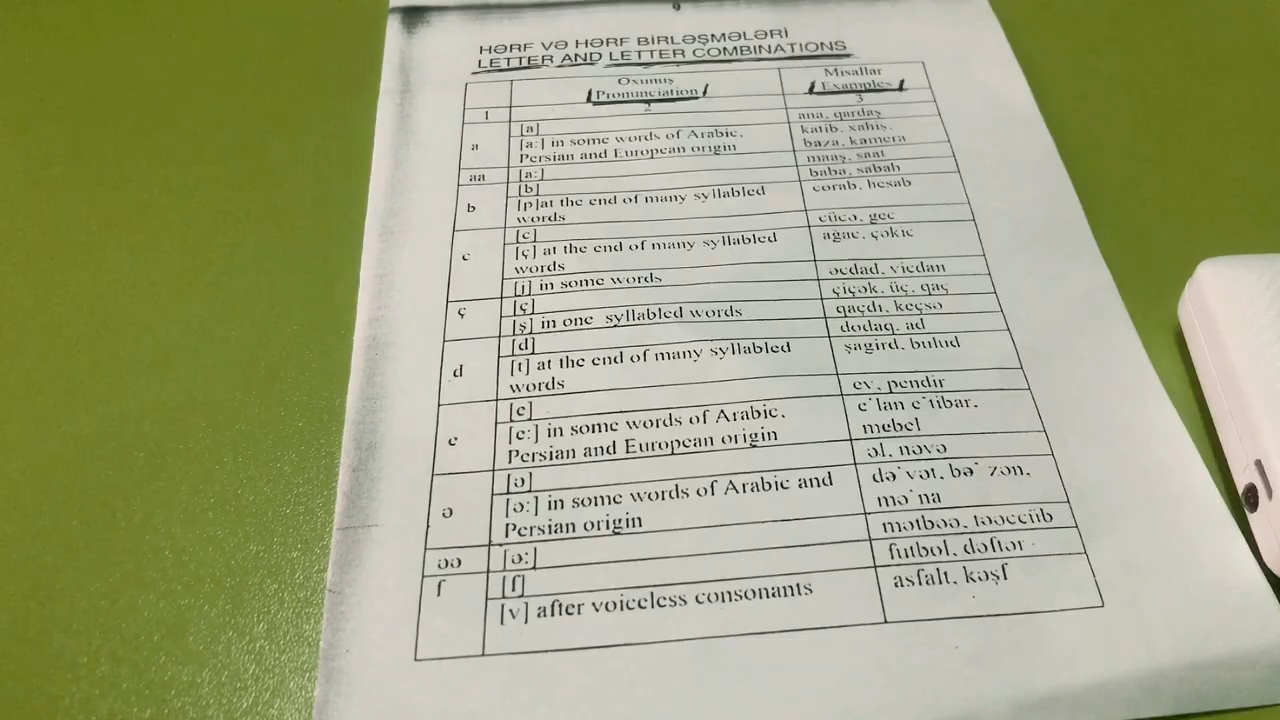 9
HƏRF VƏ HƏRF BİRLƏŞMƏLƏRİ
LETTER AND LETTER COMBINATIONS
Oxunuş
Pronunciation
Misallar
Examples
1
2
3
a
[a]
ana, qardaş
[a:] in some words of Arabic,
Persian and European origin
katib, xahiş,
baza, kamera
aa
[a:]
maaş, saat
b
[b]
baba, sabah
[p]at the end of many syllabled
words
corab, hesab
c
[c]
cücə, gec
[ç] at the end of many syllabled
words
ağac, çəkic
[j] in some words
əcdad, vicdan
ç
[ç]
çiçək, üç, qaç
[ş] in one syllabled words
qaçdı, keçsə
d
[d]
dodaq, ad
[t] at the end of many syllabled
words
şagird, bulud
e
[e]
ev, pendir
[e:] in some words of Arabic,
Persian and European origin
e'lan e'tibar,
mebel
ə
[ə]
əl, nəvə
[ə:] in some words of Arabic and
Persian origin
də'vət, bə'zən,
mə'na
əə
[ə:]
mətbəə, təəccüb
f
[f]
futbol, dəftər
[v] after voiceless consonants
asfalt, kəşf